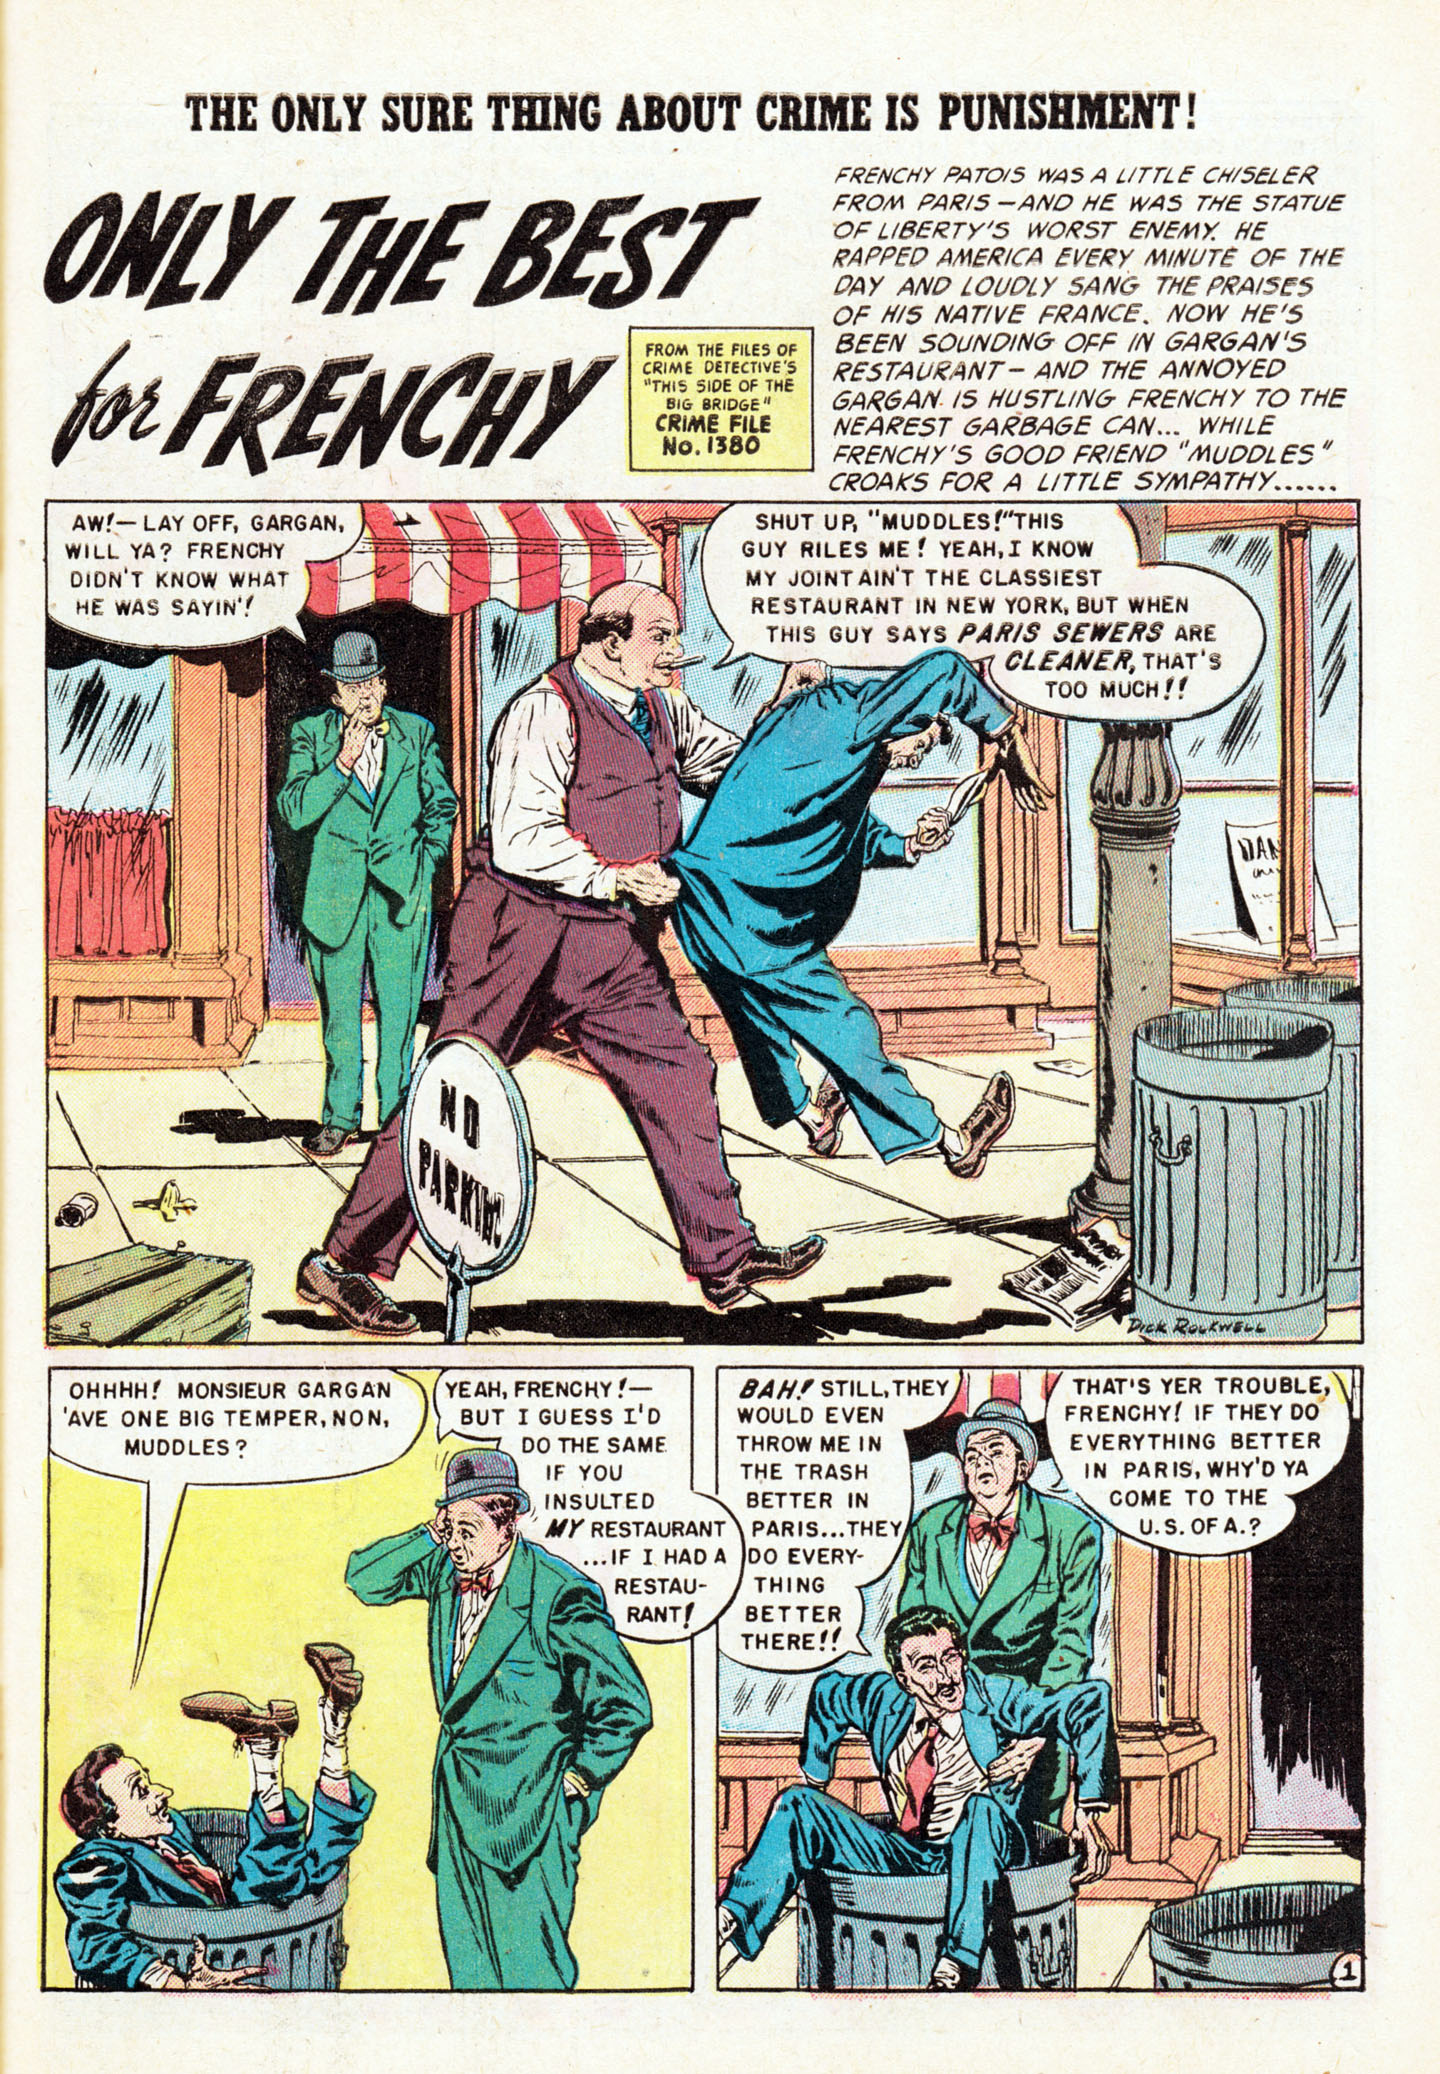 THE ONLY SURE THING ABOUT CRIME IS PUNISHMENT!
ONLY THE BEST
for FRENCHY
FROM THE FILES OF
CRIME DETECTIVE'S
"THIS SIDE OF THE
BIG BRIDGE"
CRIME FILE
No. 1380
FRENCHY PATOIS WAS A LITTLE CHISELER
FROM PARIS—AND HE WAS THE STATUE
OF LIBERTY'S WORST ENEMY. HE
RAPPED AMERICA EVERY MINUTE OF THE
DAY AND LOUDLY SANG THE PRAISES
OF HIS NATIVE FRANCE. NOW HE'S
BEEN SOUNDING OFF IN GARGAN'S
RESTAURANT—AND THE ANNOYED
GARGAN IS HUSTLING FRENCHY TO THE
NEAREST GARBAGE CAN... WHILE
FRENCHY'S GOOD FRIEND "MUDDLES"
CROAKS FOR A LITTLE SYMPATHY......
AW!—LAY OFF, GARGAN,
WILL YA? FRENCHY
DIDN'T KNOW WHAT
HE WAS SAYIN'!
SHUT UP, "MUDDLES!" THIS
GUY RILES ME! YEAH, I KNOW
MY JOINT AIN'T THE CLASSIEST
RESTAURANT IN NEW YORK, BUT WHEN
THIS GUY SAYS PARIS SEWERS ARE
CLEANER, THAT'S
TOO MUCH!!
NO
PARKING
DICK ROCKWELL
OHHHH! MONSIEUR GARGAN
'AVE ONE BIG TEMPER, NON,
MUDDLES?
YEAH, FRENCHY!—
BUT I GUESS I'D
DO THE SAME
IF YOU
INSULTED
MY RESTAURANT
...IF I HAD A
RESTAU-
RANT!
BAH! STILL, THEY
WOULD EVEN
THROW ME IN
THE TRASH
BETTER IN
PARIS...THEY
DO EVERY-
THING
BETTER
THERE!!
THAT'S YER TROUBLE,
FRENCHY! IF THEY DO
EVERYTHING BETTER
IN PARIS, WHY'D YA
COME TO THE
U.S. OF A.?
1